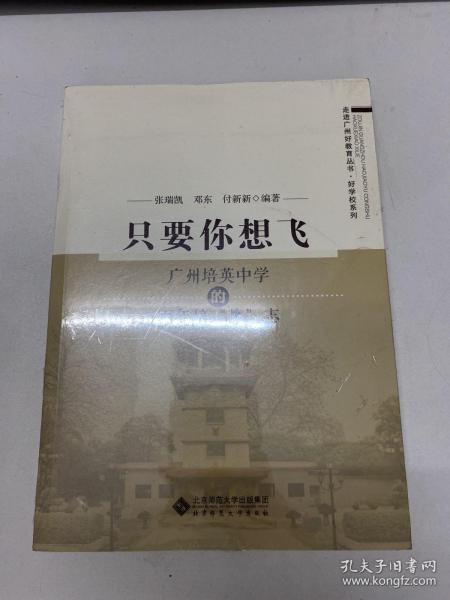 走进广州好教育丛书·好学校系列
张瑞凯 邓东 付新新◇编著
只要你想飞
广州培英中学
的
志
北京师范大学出版集团
北京师范大学出版社
孔夫子旧书网
www.kongfz.com